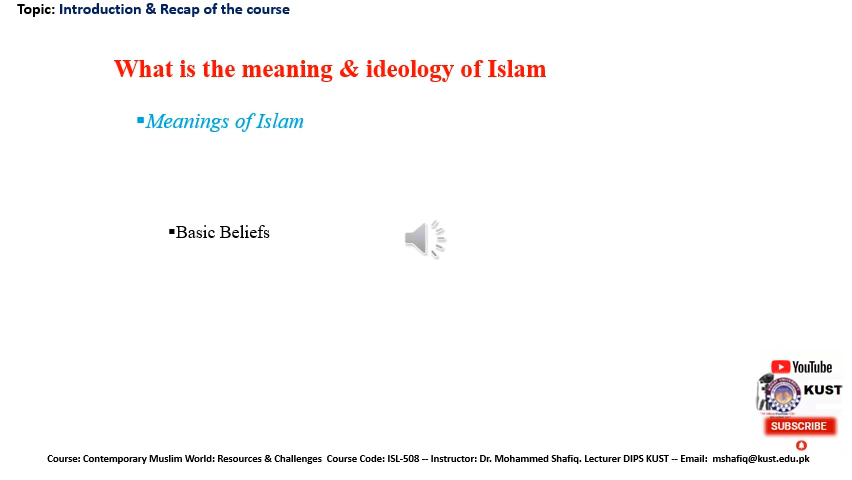 Topic: Introduction & Recap of the course
What is the meaning & ideology of Islam
▪Meanings of Islam
▪Basic Beliefs
YouTube
KUST
SUBSCRIBE
Course: Contemporary Muslim World: Resources & Challenges Course Code: ISL-508 -- Instructor: Dr. Mohammed Shafiq. Lecturer DIPS KUST -- Email: mshafiq@kust.edu.pk